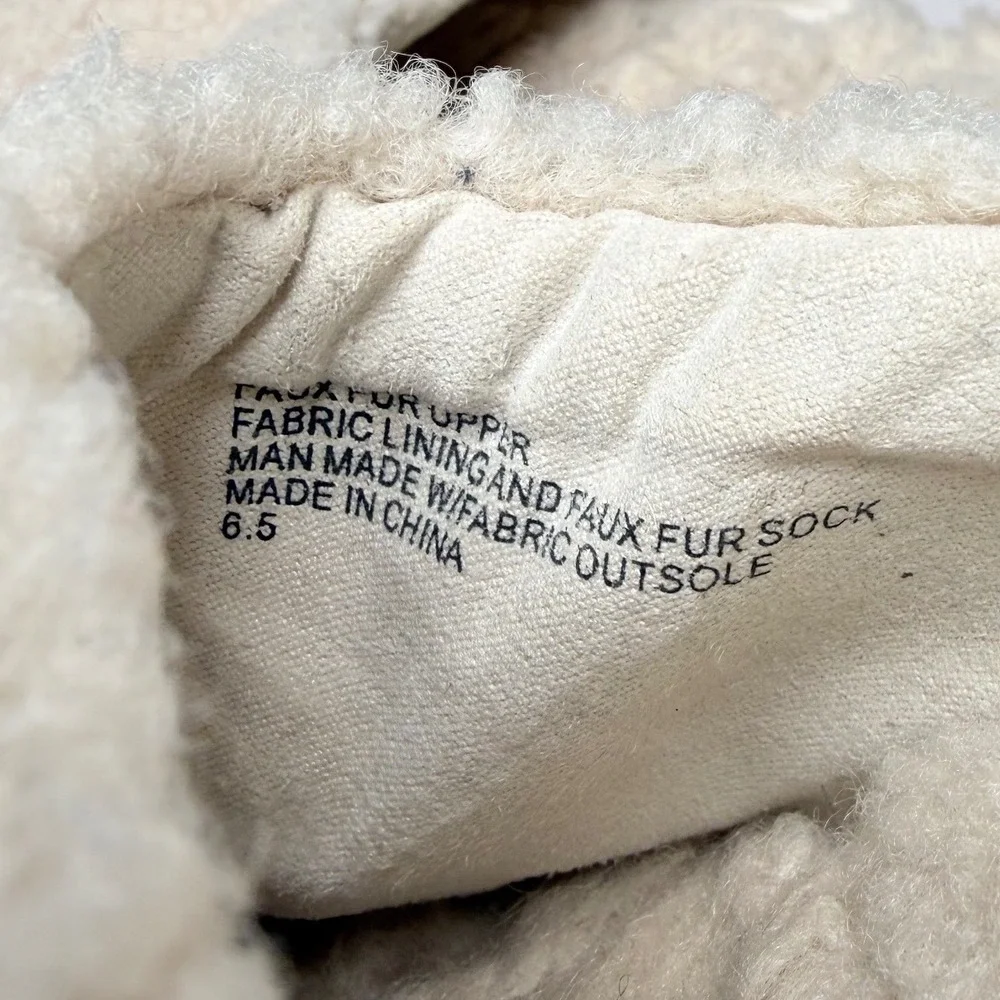 FAUX FUR UPPER
FABRIC LINING AND FAUX FUR SOCK
MAN MADE W/FABRIC OUTSOLE
MADE IN CHINA
6.5